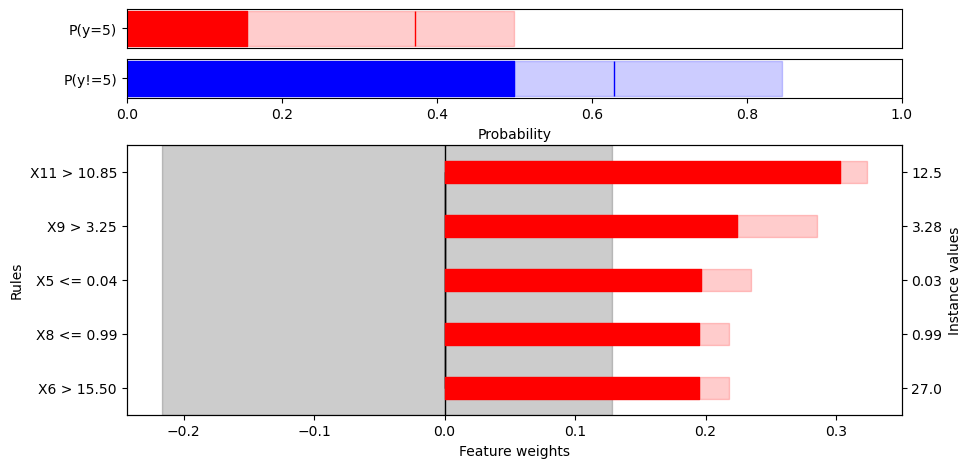 P(y=5)
P(y!=5)
0.0 0.2 0.4 0.6 0.8 1.0
Probability
X11 > 10.85 12.5
X9 > 3.25 3.28
X5 <= 0.04 0.03
X8 <= 0.99 0.99
X6 > 15.50 27.0
Rules
Instance values
−0.2 −0.1 0.0 0.1 0.2 0.3
Feature weights